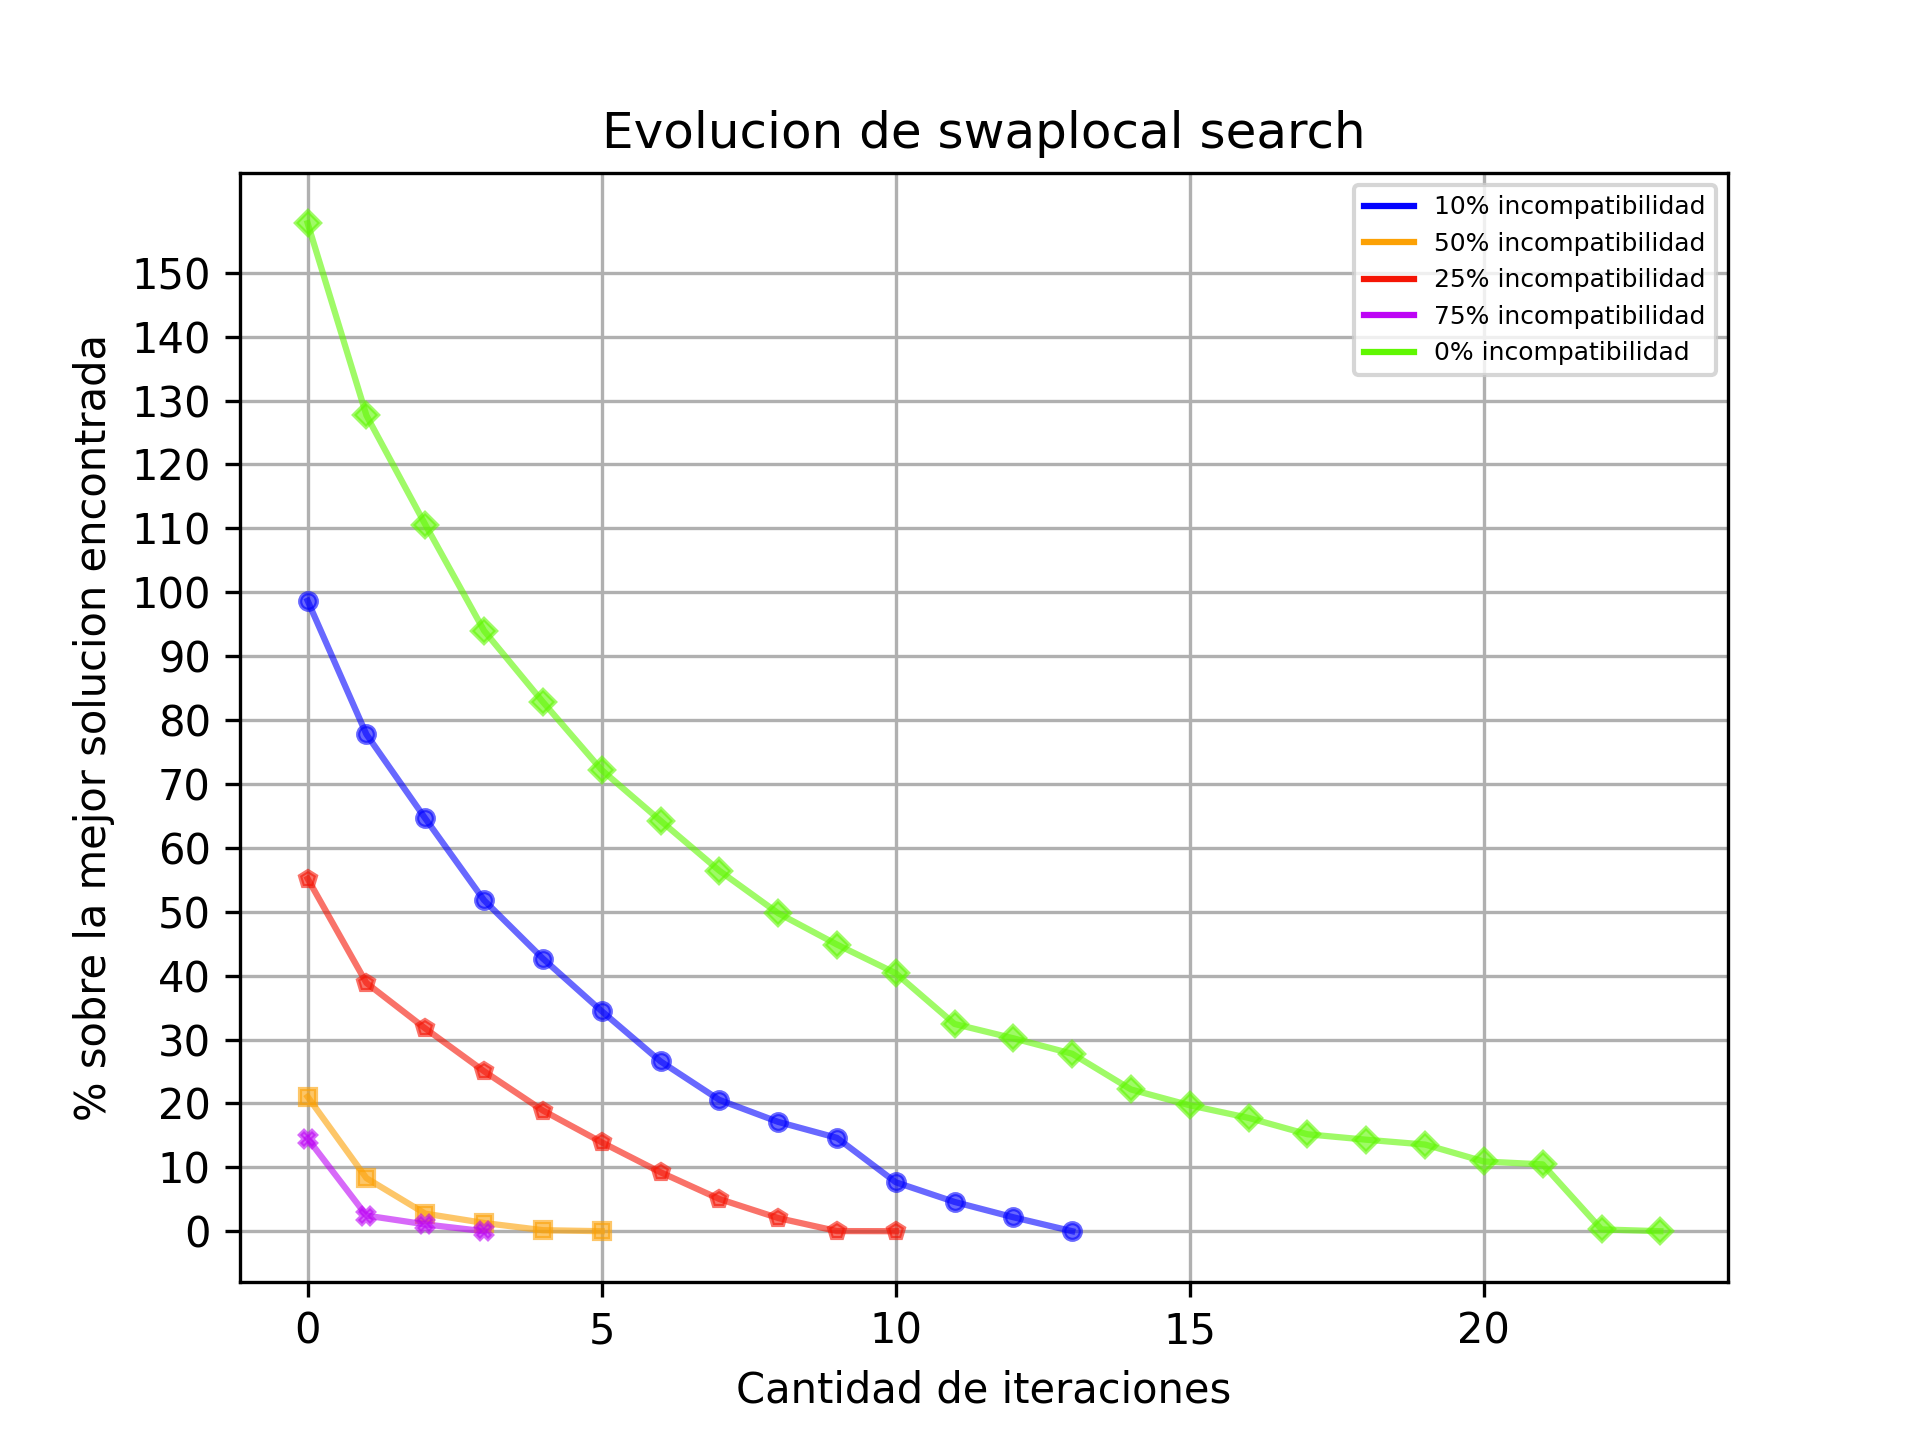 Evolucion de swaplocal search
10% incompatibilidad
50% incompatibilidad
25% incompatibilidad
75% incompatibilidad
0% incompatibilidad
% sobre la mejor solucion encontrada
150
140
130
120
110
100
90
80
70
60
50
40
30
20
10
0
0 5 10 15 20
Cantidad de iteraciones